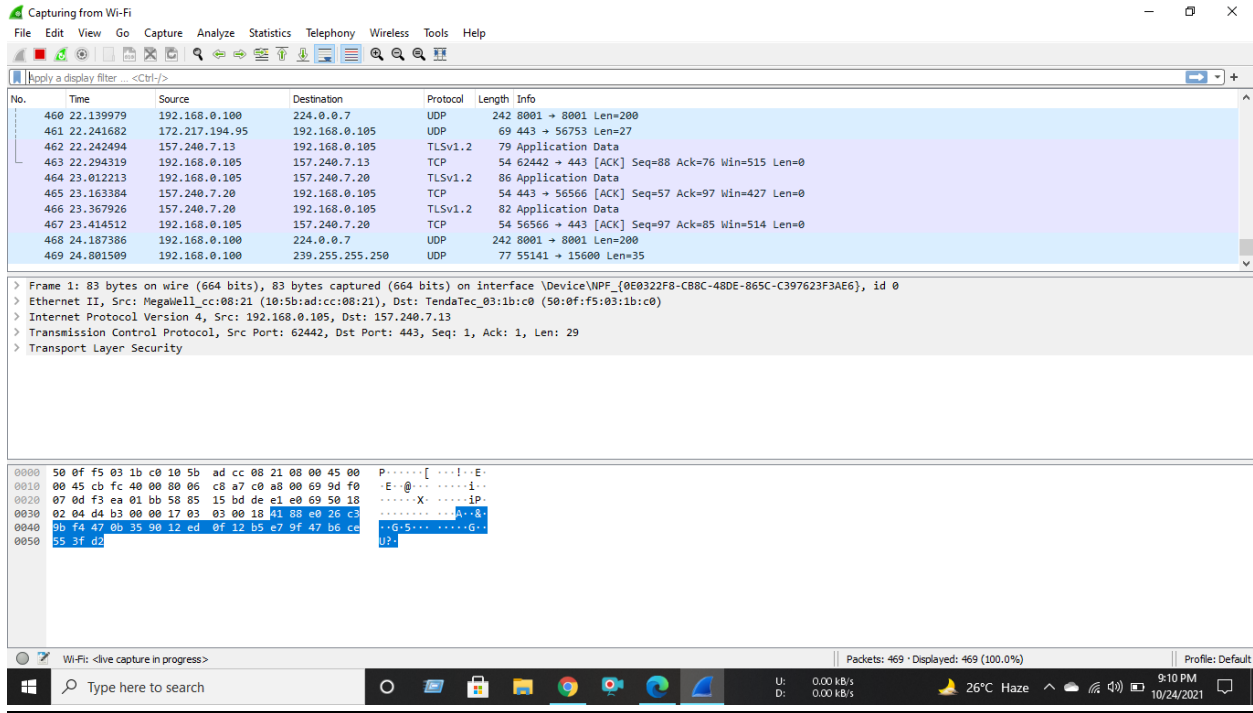 Capturing from Wi-Fi
File Edit View Go Capture Analyze Statistics Telephony Wireless Tools Help
Apply a display filter ... <Ctrl-/>
No. Time Source Destination Protocol Length Info
460 22.139979 192.168.0.100 224.0.0.7 UDP 242 8001 → 8001 Len=200
461 22.241682 172.217.194.95 192.168.0.105 UDP 69 443 → 56753 Len=27
462 22.242494 157.240.7.13 192.168.0.105 TLSv1.2 79 Application Data
463 22.294319 192.168.0.105 157.240.7.13 TCP 54 62442 → 443 [ACK] Seq=88 Ack=76 Win=515 Len=0
464 23.012213 192.168.0.105 157.240.7.20 TLSv1.2 86 Application Data
465 23.163384 157.240.7.20 192.168.0.105 TCP 54 443 → 56566 [ACK] Seq=57 Ack=97 Win=427 Len=0
466 23.367926 157.240.7.20 192.168.0.105 TLSv1.2 82 Application Data
467 23.414512 192.168.0.105 157.240.7.20 TCP 54 56566 → 443 [ACK] Seq=97 Ack=85 Win=514 Len=0
468 24.187386 192.168.0.100 224.0.0.7 UDP 242 8001 → 8001 Len=200
469 24.801509 192.168.0.100 239.255.255.250 UDP 77 55141 → 15600 Len=35
> Frame 1: 83 bytes on wire (664 bits), 83 bytes captured (664 bits) on interface \Device\NPF_{0E0322F8-CB8C-48DE-865C-C397623F3AE6}, id 0
> Ethernet II, Src: MegaWell_cc:08:21 (10:5b:ad:cc:08:21), Dst: TendaTec_03:1b:c0 (50:0f:f5:03:1b:c0)
> Internet Protocol Version 4, Src: 192.168.0.105, Dst: 157.240.7.13
> Transmission Control Protocol, Src Port: 62442, Dst Port: 443, Seq: 1, Ack: 1, Len: 29
> Transport Layer Security
0000 50 0f f5 03 1b c0 10 5b ad cc 08 21 08 00 45 00 P······[ ···!··E·
0010 00 45 cb fc 40 00 80 06 c8 a7 c0 a8 00 69 9d f0 ·E··@··· ·····i··
0020 07 0d f3 ea 01 bb 58 85 15 bd de e1 e0 69 50 18 ······X· ·····iP·
0030 02 04 d4 b3 00 00 17 03 03 00 18 41 88 e0 26 c3 ········ ···A··&·
0040 9b f4 47 0b 35 90 12 ed 0f 12 b5 e7 9f 47 b6 ce ··G·5··· ·····G··
0050 55 3f d2 U?·
Wi-Fi: <live capture in progress> Packets: 469 · Displayed: 469 (100.0%) Profile: Default
Type here to search U: 0.00 kB/s 26°C Haze 9:10 PM
D: 0.00 kB/s 10/24/2021